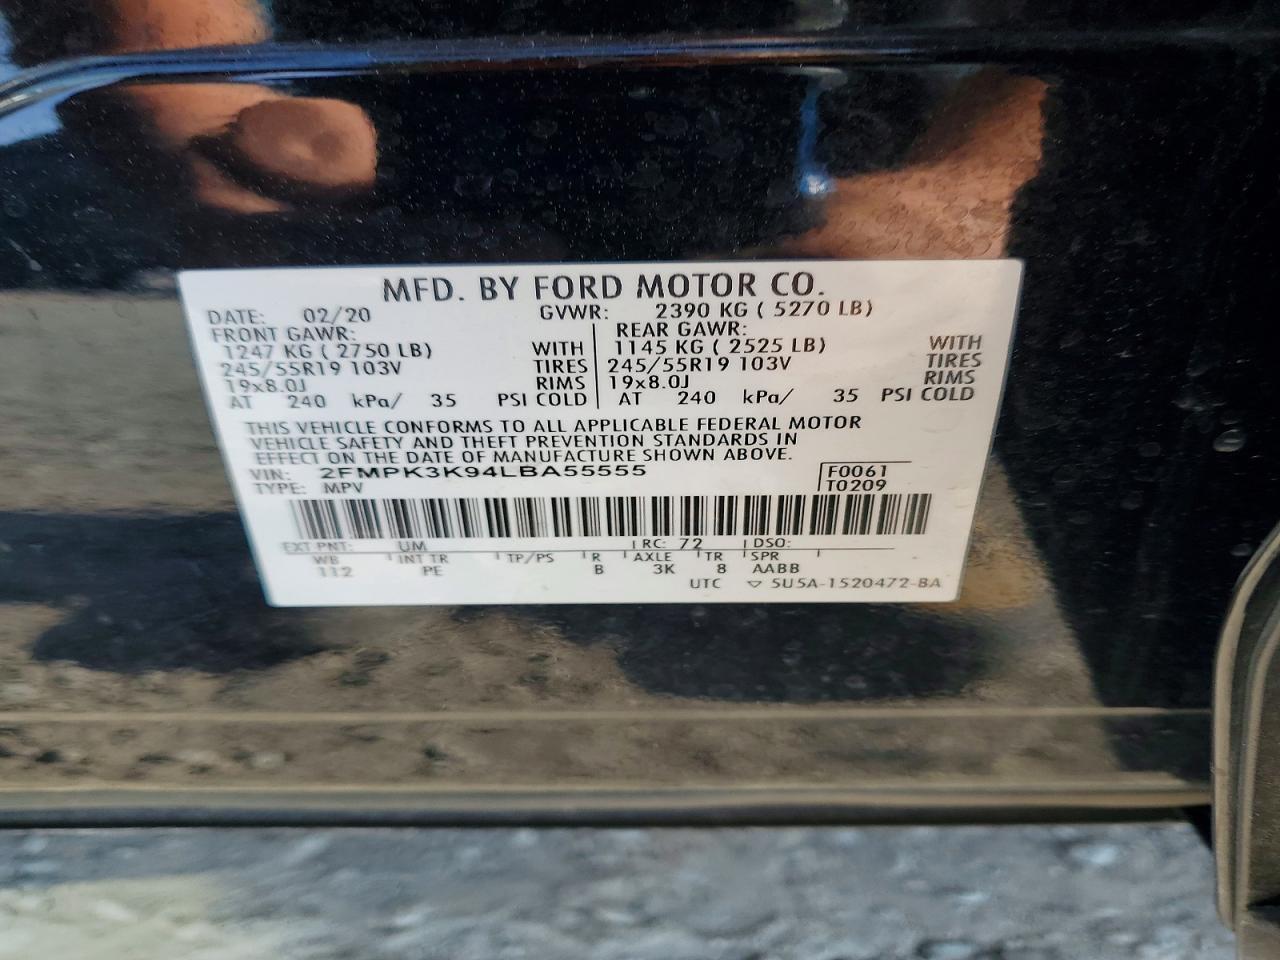 MFD. BY FORD MOTOR CO.
DATE: 02/20 GVWR: 2390 KG ( 5270 LB)
FRONT GAWR: REAR GAWR:
1247 KG ( 2750 LB) WITH 1145 KG ( 2525 LB) WITH
245/55R19 103V TIRES 245/55R19 103V TIRES
19x8.0J RIMS 19x8.0J RIMS
AT 240 kPa/ 35 PSI COLD AT 240 kPa/ 35 PSI COLD
THIS VEHICLE CONFORMS TO ALL APPLICABLE FEDERAL MOTOR
VEHICLE SAFETY AND THEFT PREVENTION STANDARDS IN
EFFECT ON THE DATE OF MANUFACTURE SHOWN ABOVE.
VIN: 2FMPK3K94LBA55555 F0061
TYPE: MPV T0209
EXT PNT: UM RC: 72 DSO:
WB INT TR TP/PS R AXLE TR SPR
112 PE B 3K 8 AABB
UTC ▽ 5U5A-1520472-BA